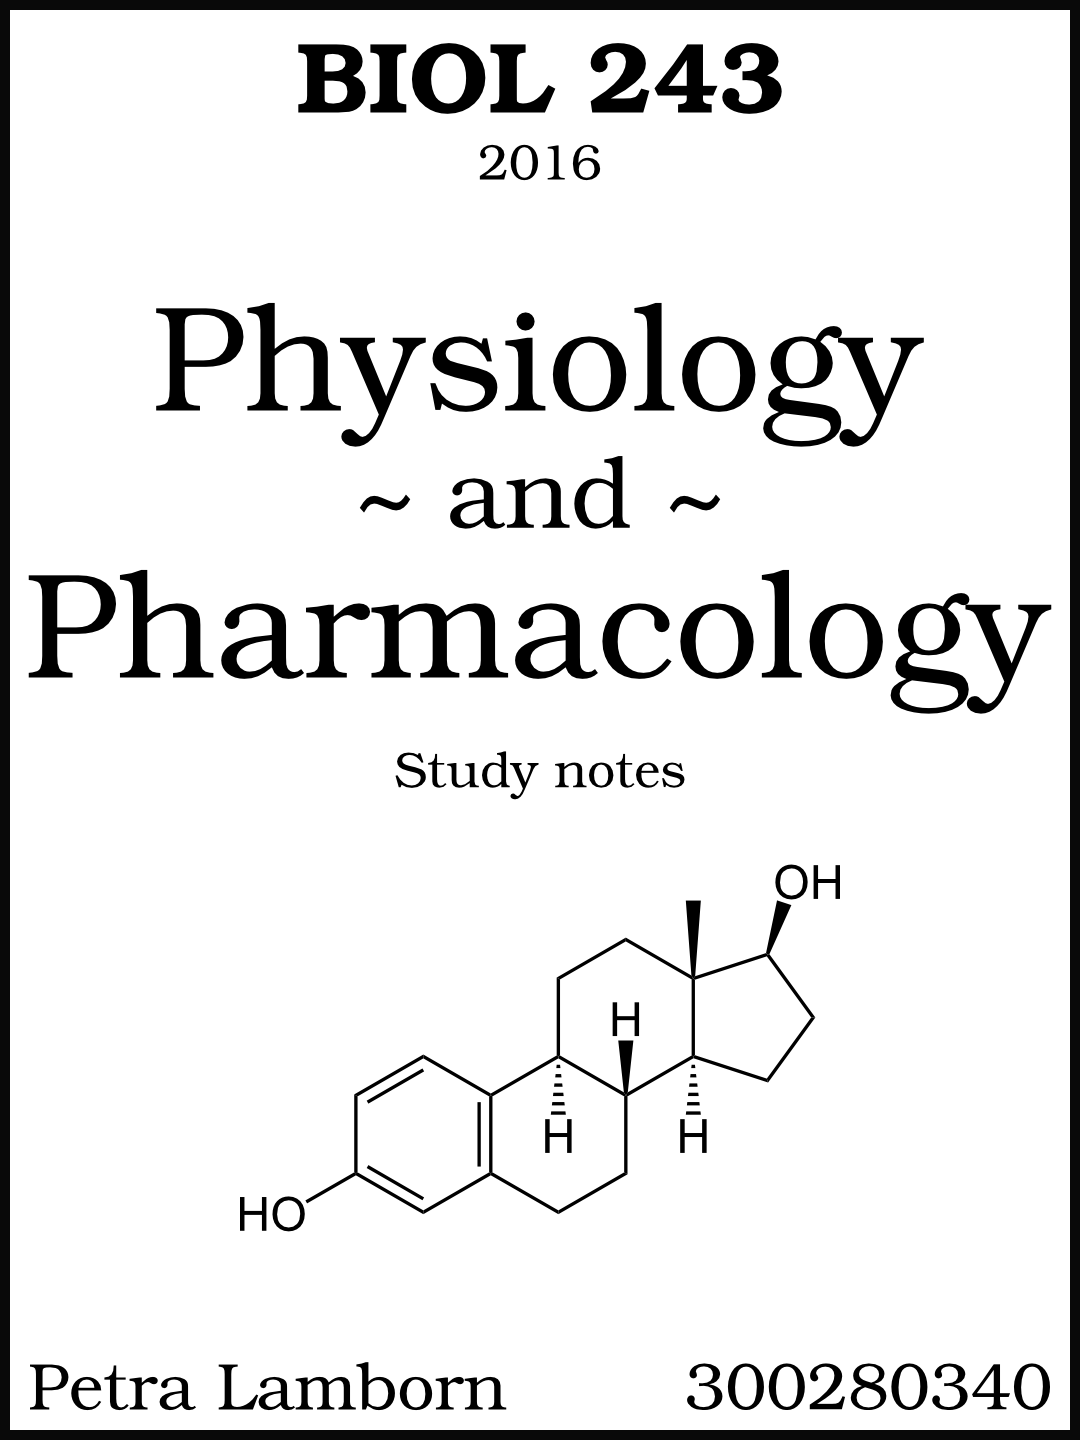 BIOL 243
2016
Physiology
~ and ~
Pharmacology
Study notes
OH
H
H
H
HO
Petra Lamborn 300280340